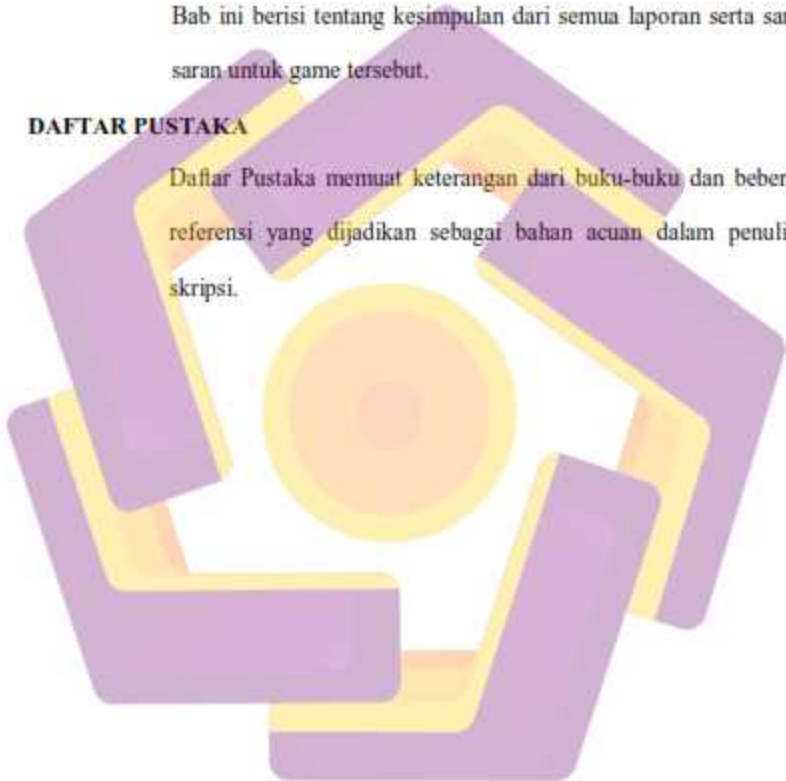 Bab ini berisi tentang kesimpulan dari semua laporan serta sar
saran untuk game tersebut.
DAFTAR PUSTAKA
Daftar Pustaka memuat keterangan dari buku-buku dan beber
referensi yang dijadikan sebagai bahan acuan dalam penuli
skripsi.